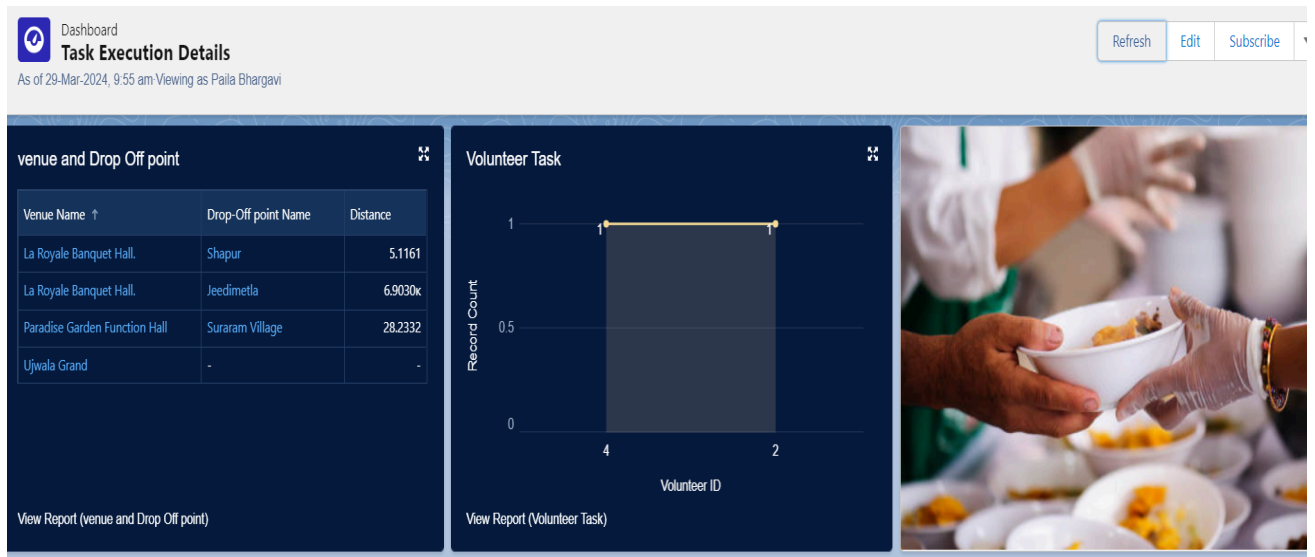 Dashboard
Task Execution Details
As of 29-Mar-2024, 9:55 am·Viewing as Paila Bhargavi
Refresh
Edit
Subscribe
venue and Drop Off point
Venue Name ↑ Drop-Off point Name Distance
La Royale Banquet Hall. Shapur 5.1161
La Royale Banquet Hall. Jeedimetla 6.9030K
Paradise Garden Function Hall Suraram Village 28.2332
Ujwala Grand - -
View Report (venue and Drop Off point)
Volunteer Task
Record Count
1
0.5
0
1 1
4 2
Volunteer ID
View Report (Volunteer Task)